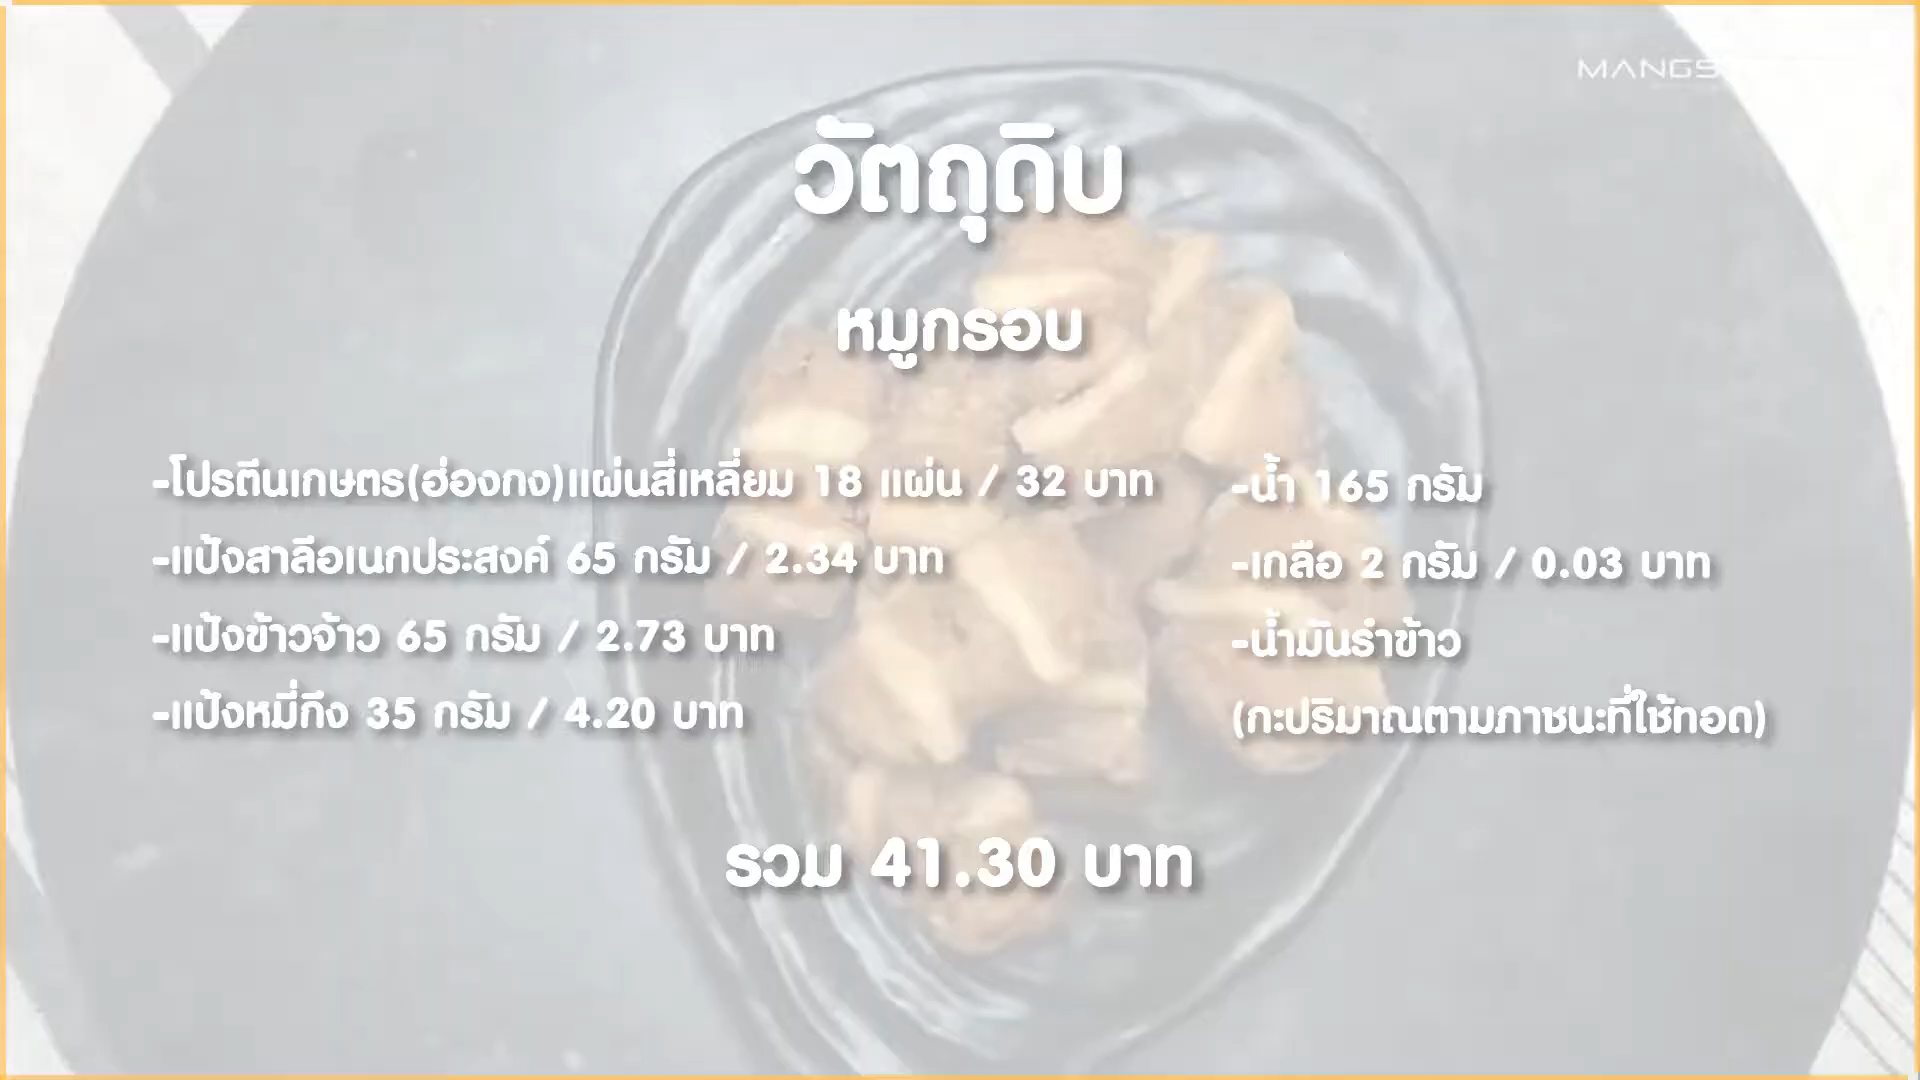 วัตถุดิบ
หมูกรอบ
-โปรตีนเกษตร(ฮ่องกง)แผ่นสี่เหลี่ยม 18 แผ่น / 32 บาท
-แป้งสาลีอเนกประสงค์ 65 กรัม / 2.34 บาท
-แป้งข้าวจ้าว 65 กรัม / 2.73 บาท
-แป้งหมี่กึง 35 กรัม / 4.20 บาท
-น้ำ 165 กรัม
-เกลือ 2 กรัม / 0.03 บาท
-น้ำมันรำข้าว
(กะปริมาณตามภาชนะที่ใช้ทอด)
รวม 41.30 บาท